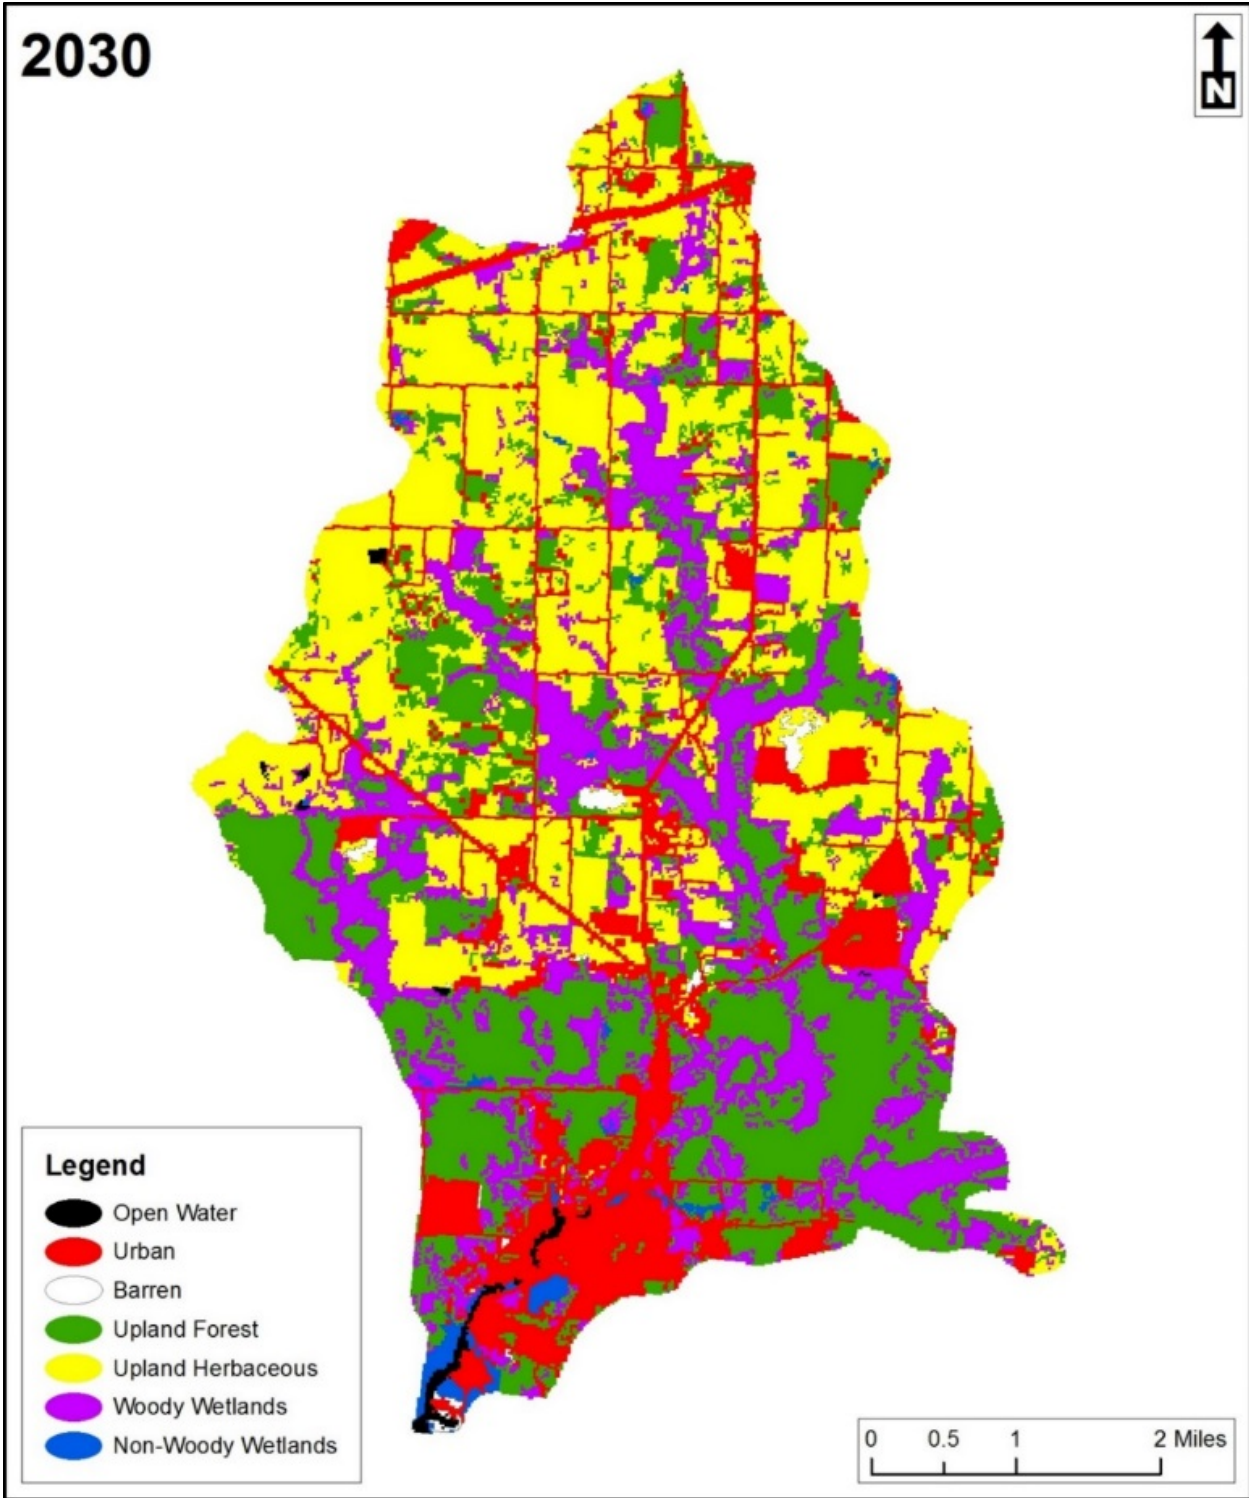 2030
N
Legend
Open Water
Urban
Barren
Upland Forest
Upland Herbaceous
Woody Wetlands
Non-Woody Wetlands
0 0.5 1 2 Miles